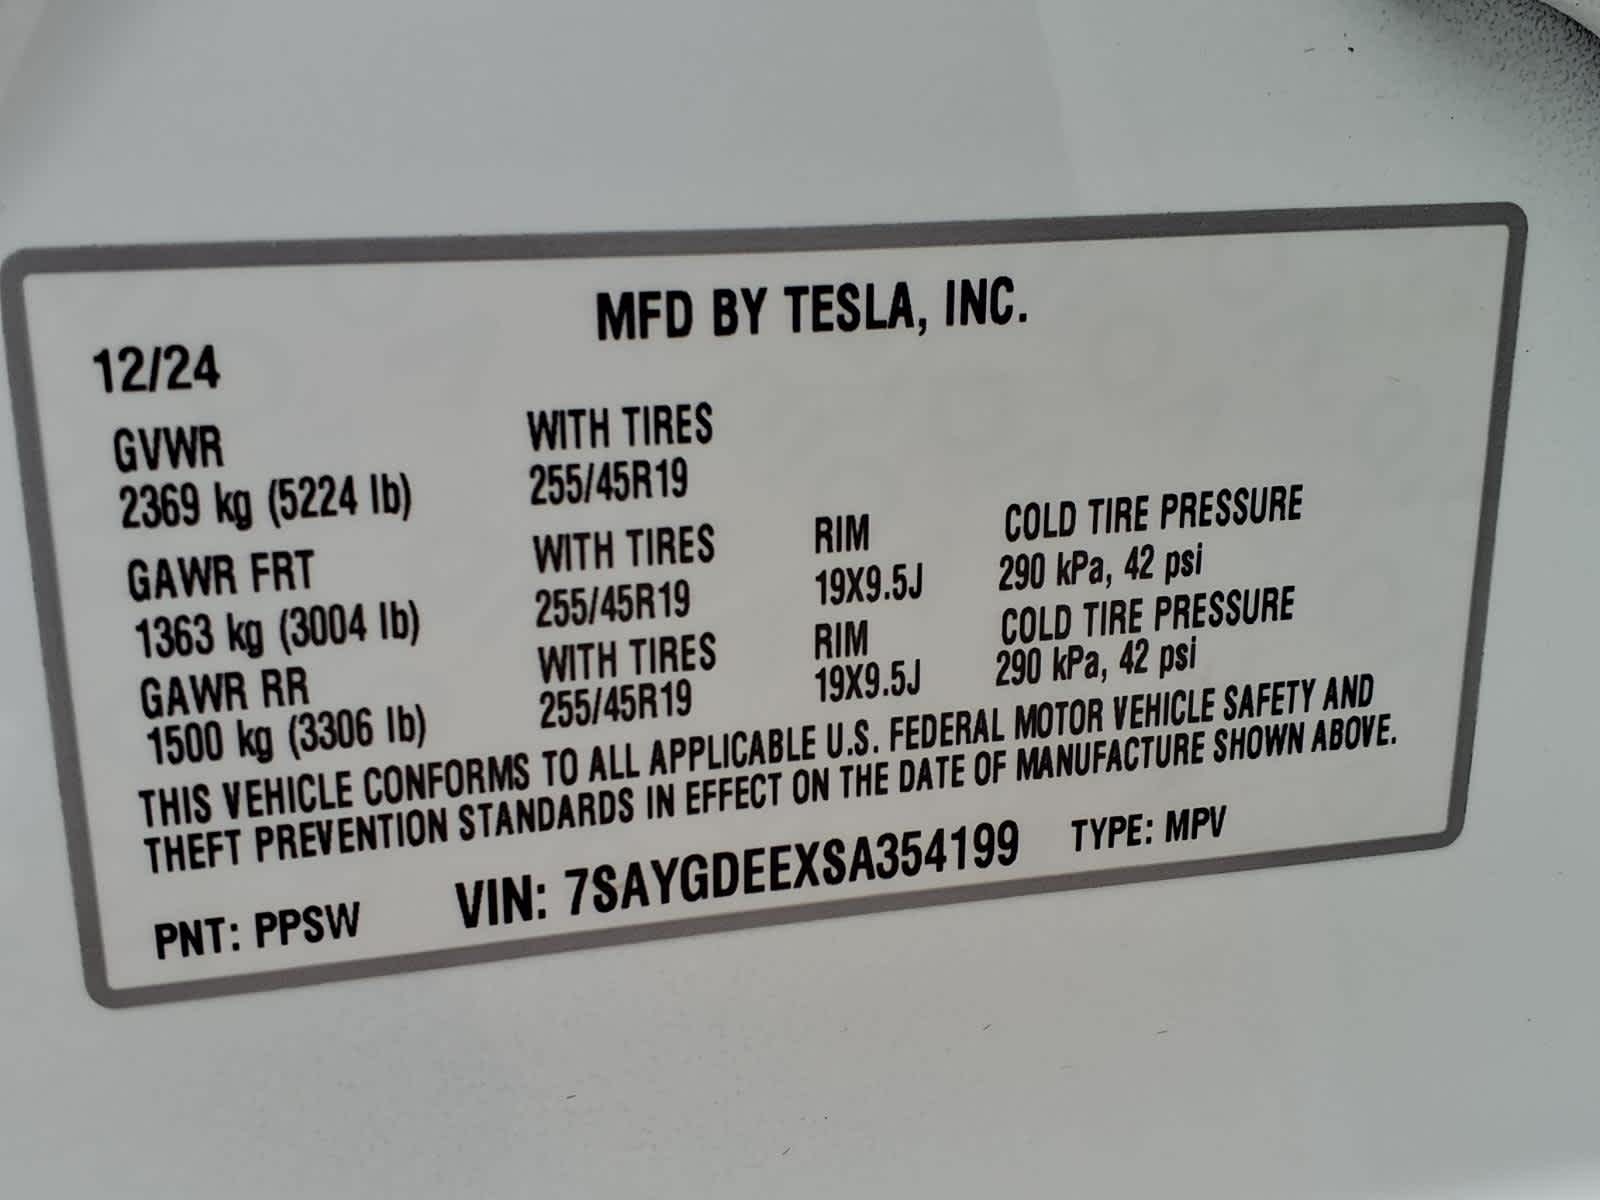 MFD BY TESLA, INC.
12/24
GVWR WITH TIRES
2369 kg (5224 lb) 255/45R19
GAWR FRT WITH TIRES RIM COLD TIRE PRESSURE
1363 kg (3004 lb) 255/45R19 19X9.5J 290 kPa, 42 psi
GAWR RR WITH TIRES RIM COLD TIRE PRESSURE
1500 kg (3306 lb) 255/45R19 19X9.5J 290 kPa, 42 psi
THIS VEHICLE CONFORMS TO ALL APPLICABLE U.S. FEDERAL MOTOR VEHICLE SAFETY AND
THEFT PREVENTION STANDARDS IN EFFECT ON THE DATE OF MANUFACTURE SHOWN ABOVE.
PNT: PPSW VIN: 7SAYGDEEXSA354199 TYPE: MPV